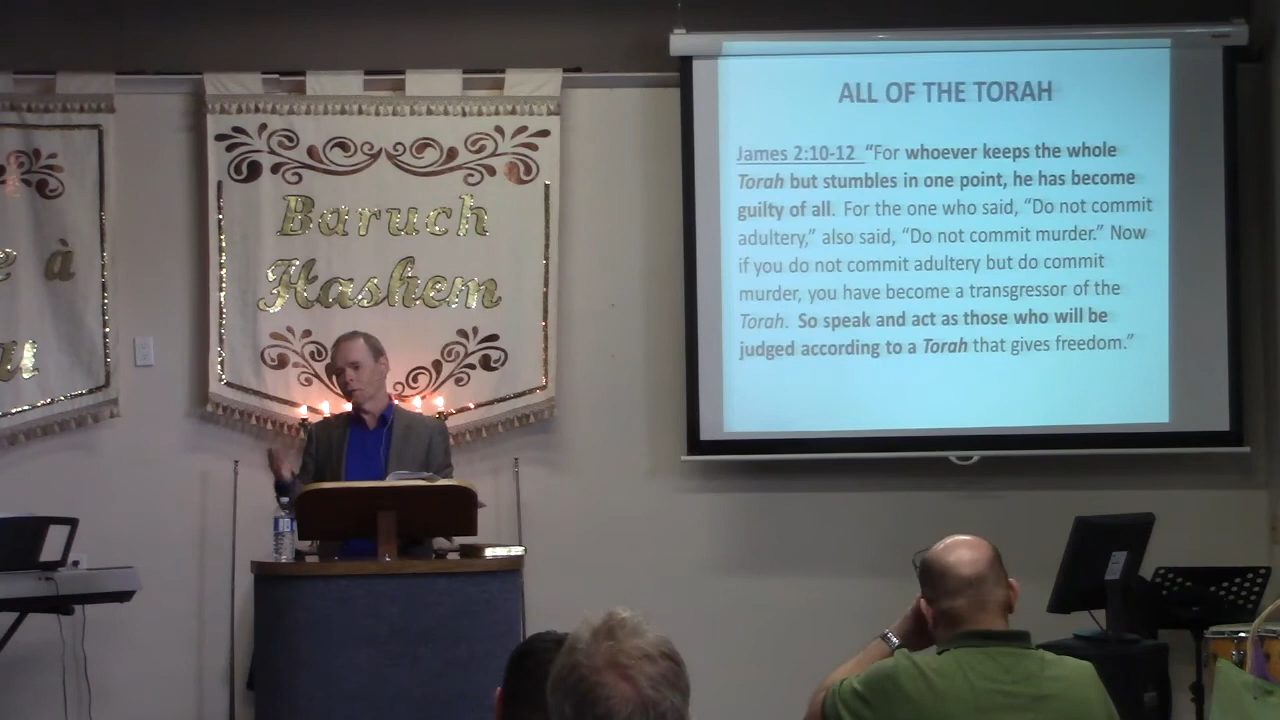 e à
u
Baruch
Hashem
ALL OF THE TORAH
James 2:10-12 “For whoever keeps the whole
Torah but stumbles in one point, he has become
guilty of all. For the one who said, “Do not commit
adultery,” also said, “Do not commit murder.” Now
if you do not commit adultery but do commit
murder, you have become a transgressor of the
Torah. So speak and act as those who will be
judged according to a Torah that gives freedom.”